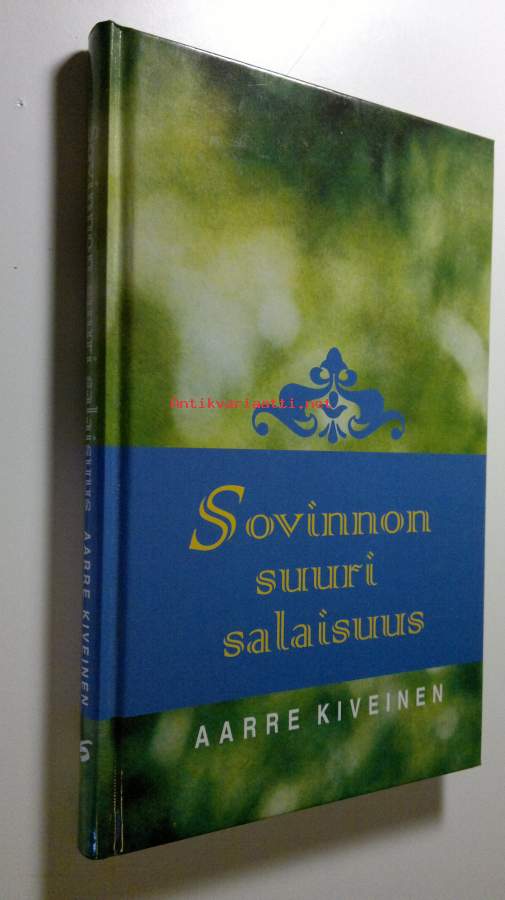 Antikvariaatti.net
Sovinnon
suuri
salaisuus
AARRE KIVEINEN
Sovinnon suuri salaisuus AARRE KIVEINEN